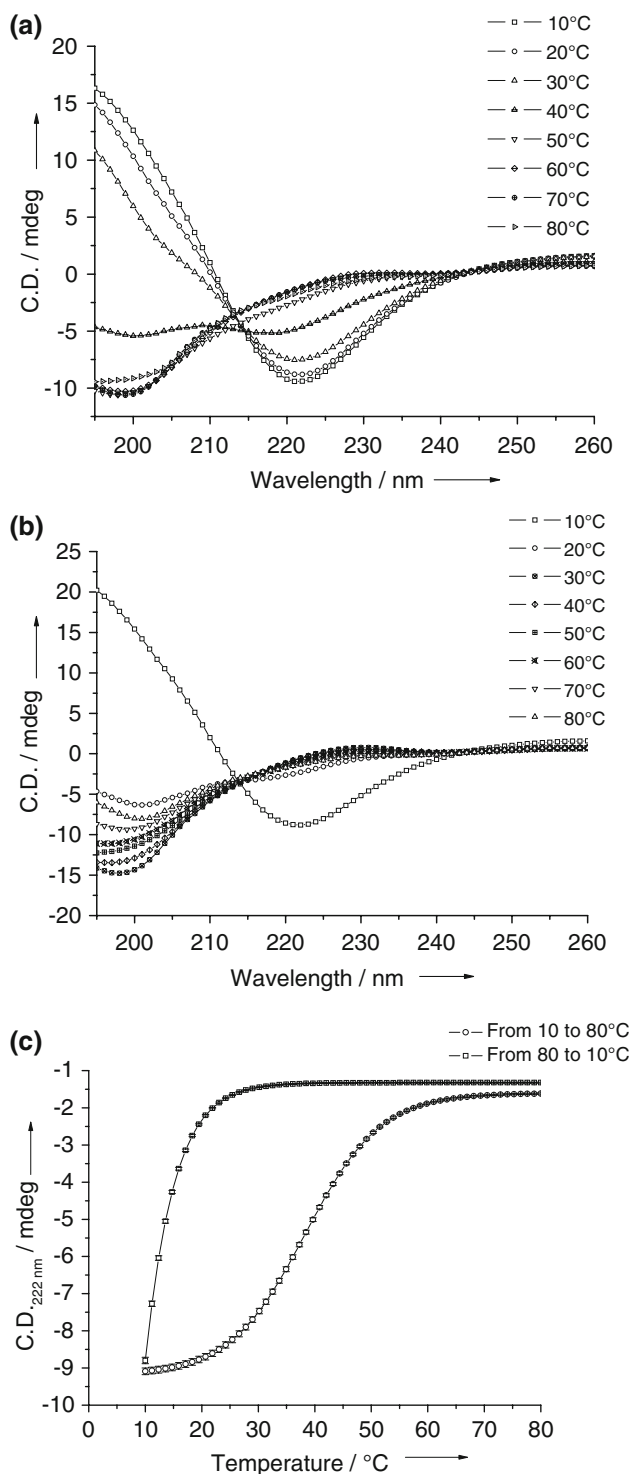 (a)
20
15
10
5
0
-5
-10
C.D. / mdeg
10°C
20°C
30°C
40°C
50°C
60°C
70°C
80°C
200 210 220 230 240 250 260
Wavelength / nm
(b)
25
20
15
10
5
0
-5
-10
-15
-20
C.D. / mdeg
10°C
20°C
30°C
40°C
50°C
60°C
70°C
80°C
200 210 220 230 240 250 260
Wavelength / nm
(c)
From 10 to 80°C
From 80 to 10°C
-1
-2
-3
-4
-5
-6
-7
-8
-9
-10
C.D.222 nm / mdeg
0 10 20 30 40 50 60 70 80
Temperature / °C